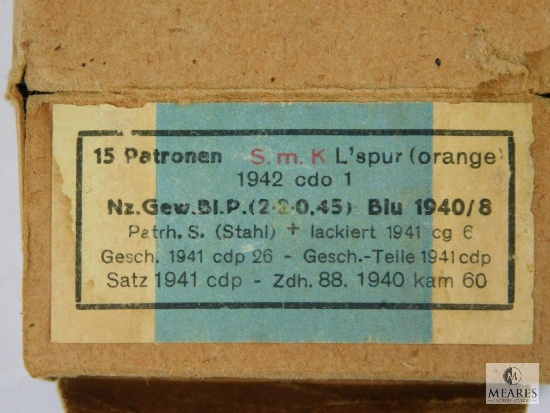 15 Patronen S. m. K L'spur (orange
1942 cdo 1
Nz.Gew.Bl.P.(2·2·0,45) Blu 1940/8
Patrh. S. (Stahl) + lackiert 1941 cg 6
Gesch. 1941 cdp 26 - Gesch.-Teile 1941 cdp
Satz 1941 cdp - Zdh. 88. 1940 kam 60
M
MEARES